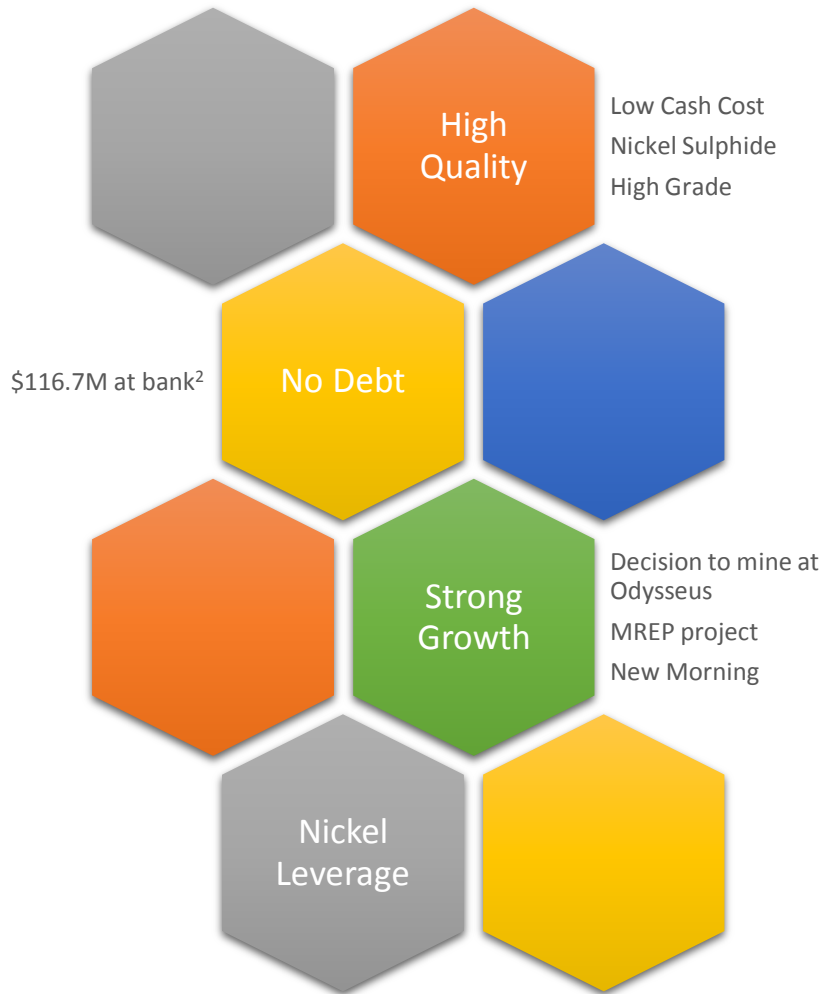 High
Quality
Low Cash Cost
Nickel Sulphide
High Grade
$116.7M at bank²
No Debt
Strong
Growth
Decision to mine at
Odysseus
MREP project
New Morning
Nickel
Leverage